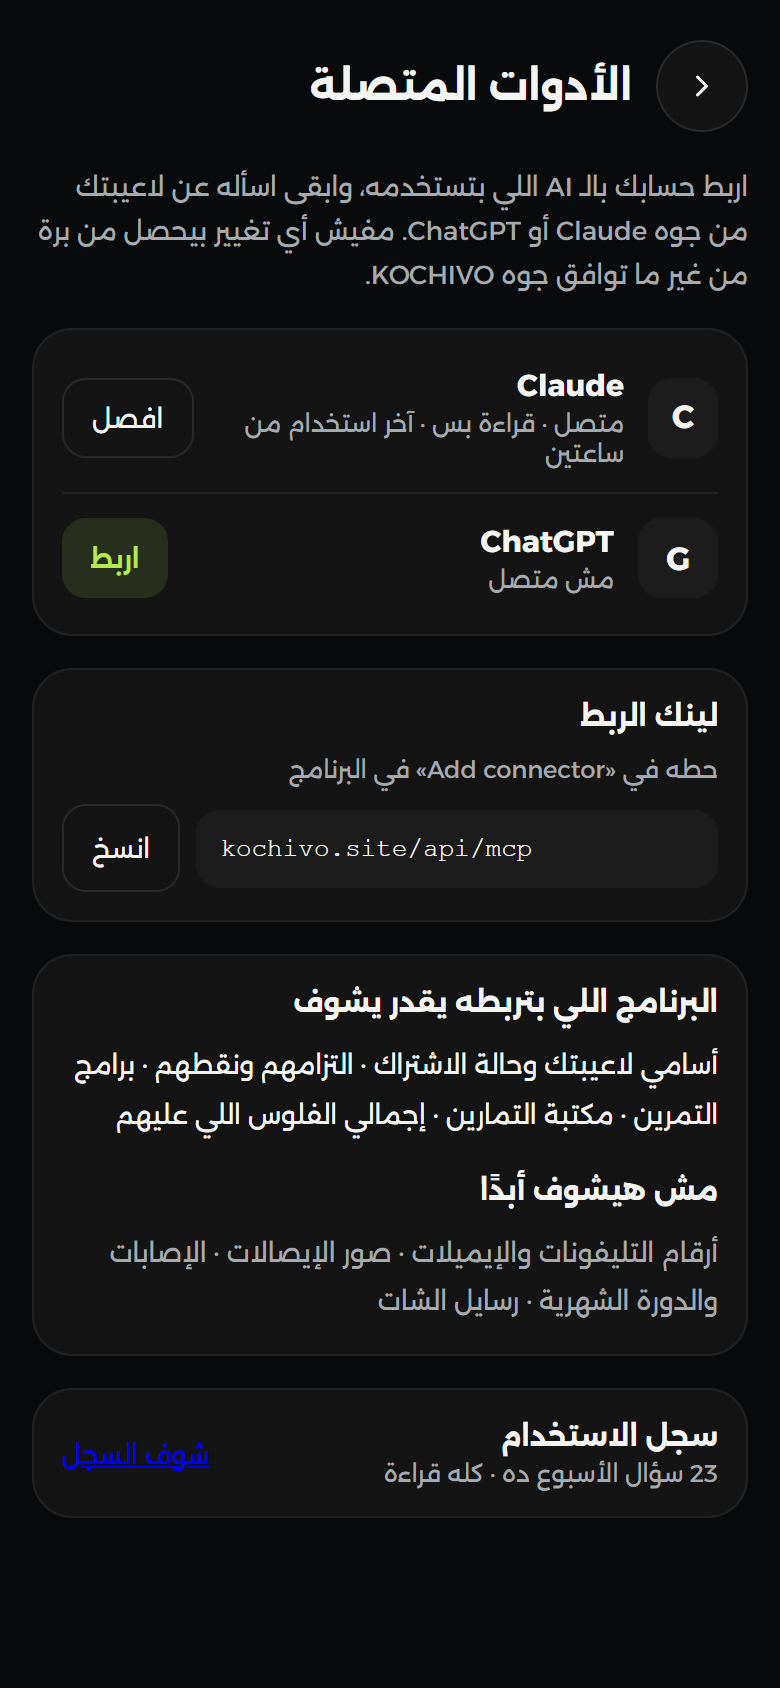 الأدوات المتصلة
اربط حسابك بالـ AI اللي بتستخدمه، وابقى اسأله عن لاعيبتك
من جوه Claude أو ChatGPT. مفيش أي تغيير بيحصل من برة
من غير ما توافق جوه KOCHIVO.
C
Claude
متصل · قراءة بس · آخر استخدام من
ساعتين
افصل
G
ChatGPT
مش متصل
اربط
لينك الربط
حطه في «Add connector» في البرنامج
kochivo.site/api/mcp
انسخ
البرنامج اللي بتربطه يقدر يشوف
أسامي لاعيبتك وحالة الاشتراك · التزامهم ونقطهم · برامج
التمرين · مكتبة التمارين · إجمالي الفلوس اللي عليهم
مش هيشوف أبدًا
أرقام التليفونات والإيميلات · صور الإيصالات · الإصابات
والدورة الشهرية · رسايل الشات
سجل الاستخدام
23 سؤال الأسبوع ده · كله قراءة
شوف السجل